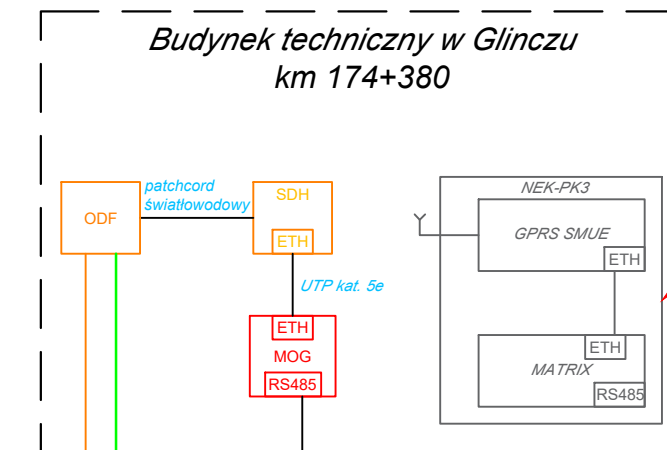 Budynek techniczny w Glinczu
km 174+380
patchcord
światłowodowy
ODF
SDH
ETH
UTP kat. 5e
ETH
MOG
RS485
NEK-PK3
GPRS SMUE
ETH
ETH
MATRIX
RS485